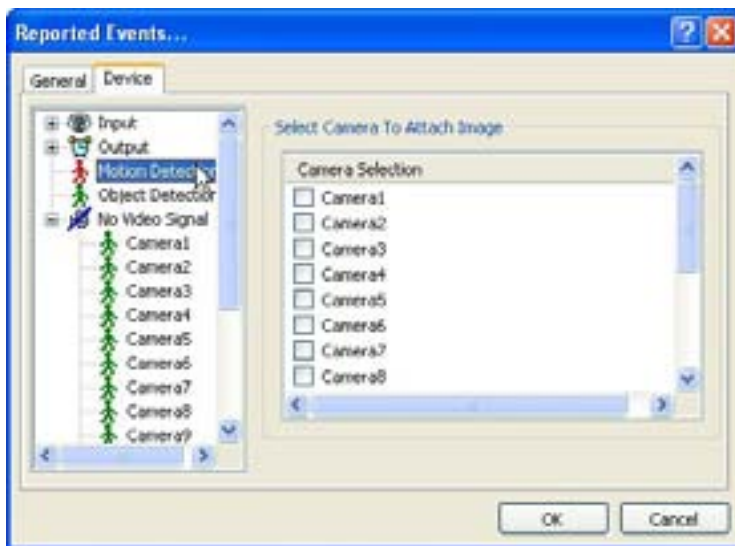 Reported Events...
General
Device
Input
Output
Motion Detection
Object Detection
No Video Signal
Camera1
Camera2
Camera3
Camera4
Camera5
Camera6
Camera7
Camera8
Camera9
Select Camera To Attach Image
Camera Selection
Camera1
Camera2
Camera3
Camera4
Camera5
Camera6
Camera7
Camera8
OK
Cancel